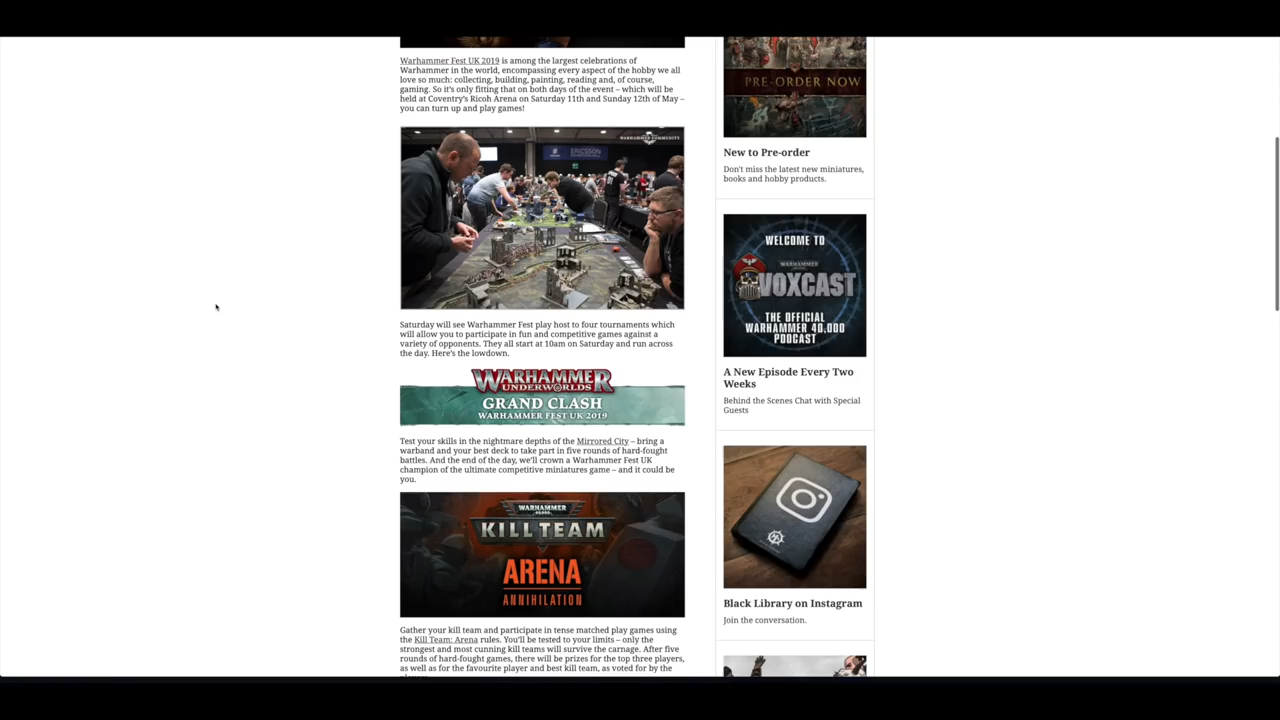 Warhammer Fest UK 2019 is among the largest celebrations of
Warhammer in the world, encompassing every aspect of the hobby we all
love so much: collecting, building, painting, reading and, of course,
gaming. So it's only fitting that on both days of the event – which will be
held at Coventry's Ricoh Arena on Saturday 11th and Sunday 12th of May –
you can turn up and play games!
WARHAMMER COMMUNITY
ERICSSON
Saturday will see Warhammer Fest play host to four tournaments which
will allow you to participate in fun and competitive games against a
variety of opponents. They all start at 10am on Saturday and run across
the day. Here's the lowdown.
WARHAMMER
UNDERWORLDS
GRAND CLASH
WARHAMMER FEST UK 2019
Test your skills in the nightmare depths of the Mirrored City – bring a
warband and your best deck to take part in five rounds of hard-fought
battles. And the end of the day, we'll crown a Warhammer Fest UK
champion of the ultimate competitive miniatures game – and it could be
you.
WARHAMMER
40,000
KILL TEAM
ARENA
ANNIHILATION
Gather your kill team and participate in tense matched play games using
the Kill Team: Arena rules. You'll be tested to your limits – only the
strongest and most cunning kill teams will survive the carnage. After five
rounds of hard-fought games, there will be prizes for the top three players,
as well as for the favourite player and best kill team, as voted for by the
PRE-ORDER NOW
New to Pre-order
Don't miss the latest new miniatures,
books and hobby products.
WELCOME TO
WARHAMMER
VOXCAST
THE OFFICIAL
WARHAMMER 40,000
PODCAST
A New Episode Every Two
Weeks
Behind the Scenes Chat with Special
Guests
Black Library on Instagram
Join the conversation.